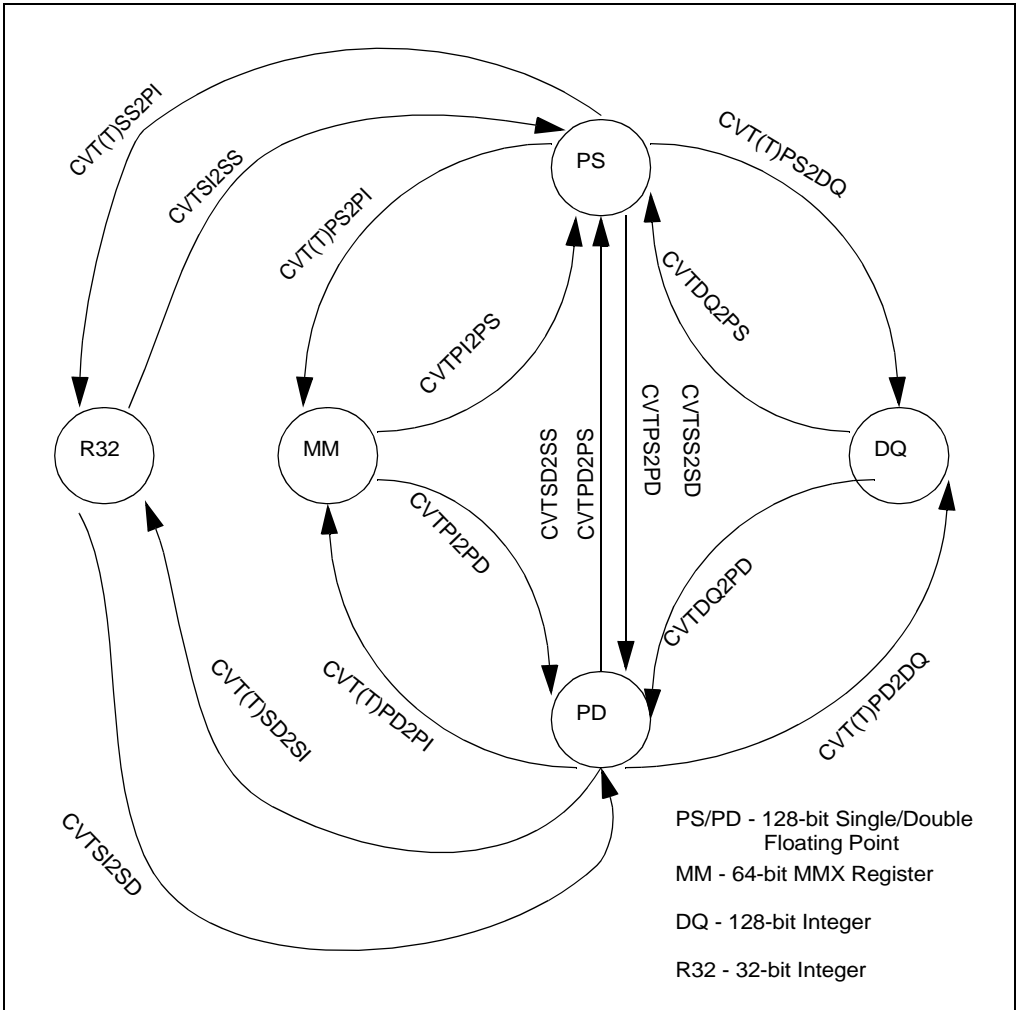 CVT(T)SS2PI
CVTSI2SS
CVT(T)PS2PI
CVTPI2PS
PS
CVT(T)PS2DQ
CVTDQ2PS
R32
MM
CVTSD2SS
CVTPD2PS
CVTPS2PD
CVTSS2SD
DQ
CVTPI2PD
CVTDQ2PD
CVT(T)SD2SI
CVT(T)PD2PI
PD
CVT(T)PD2DQ
CVTSI2SD
PS/PD - 128-bit Single/Double
Floating Point
MM - 64-bit MMX Register
DQ - 128-bit Integer
R32 - 32-bit Integer